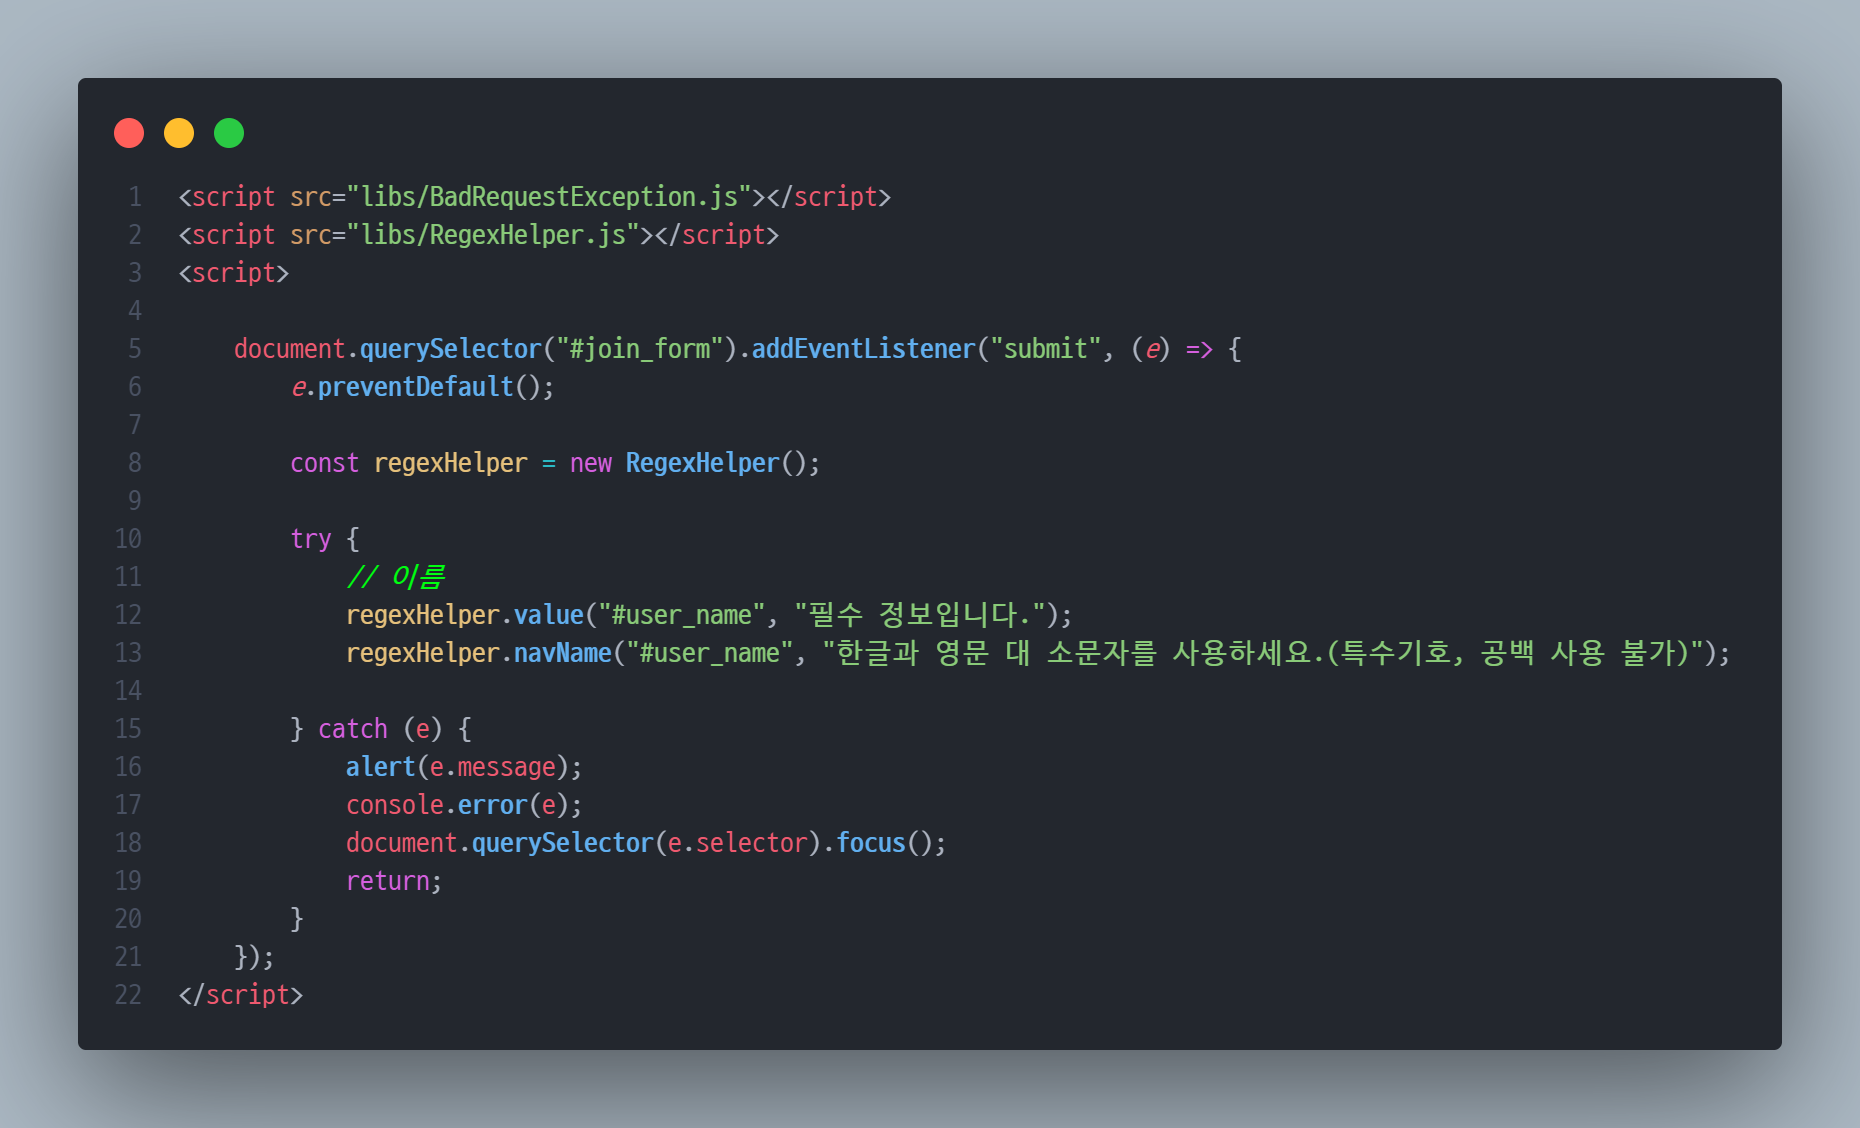 1 <script src="libs/BadRequestException.js"></script>
2 <script src="libs/RegexHelper.js"></script>
3 <script>
4
5     document.querySelector("#join_form").addEventListener("submit", (e) => {
6         e.preventDefault();
7
8         const regexHelper = new RegexHelper();
9
10         try {
11             // 이름
12             regexHelper.value("#user_name", "필수 정보입니다.");
13             regexHelper.navName("#user_name", "한글과 영문 대 소문자를 사용하세요.(특수기호, 공백 사용 불가)");
14
15         } catch (e) {
16             alert(e.message);
17             console.error(e);
18             document.querySelector(e.selector).focus();
19             return;
20         }
21     });
22 </script>